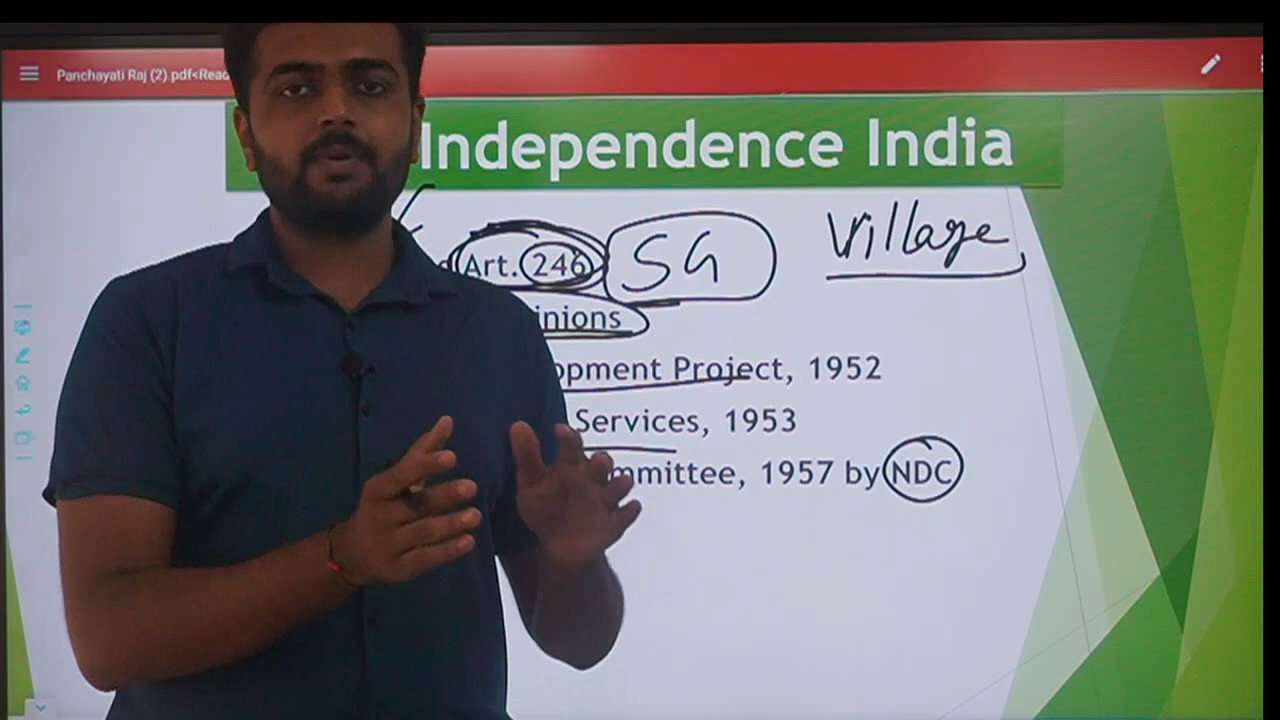 Panchayati Raj (2).pdf<Read
Independence India
Village
Art. 246 SG
inions
opment Project, 1952
Services, 1953
mmittee, 1957 by NDC